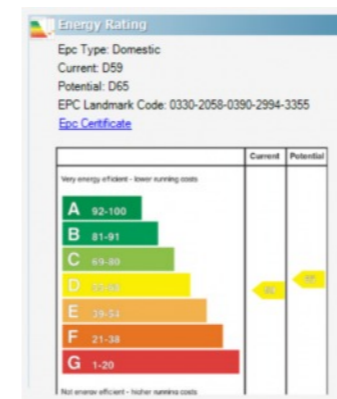 Energy Rating
Epc Type: Domestic
Current: D59
Potential: D65
EPC Landmark Code: 0330-2058-0390-2994-3355
Epc Certificate
Current Potential
Very energy efficient - lower running costs
A 92-100
B 81-91
C 69-80
D
E 39-54
F 21-38
G 1-20
Not energy efficient - higher running costs